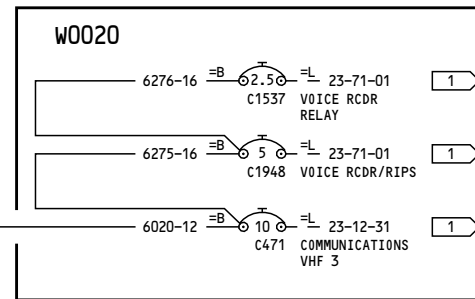 W0020
6276-16 =B 2.5 =L 23-71-01 1
C1537 VOICE RCDR
RELAY
6275-16 =B 5 =L 23-71-01 1
C1948 VOICE RCDR/RIPS
6020-12 =B 10 =L 23-12-31 1
C471 COMMUNICATIONS
VHF 3